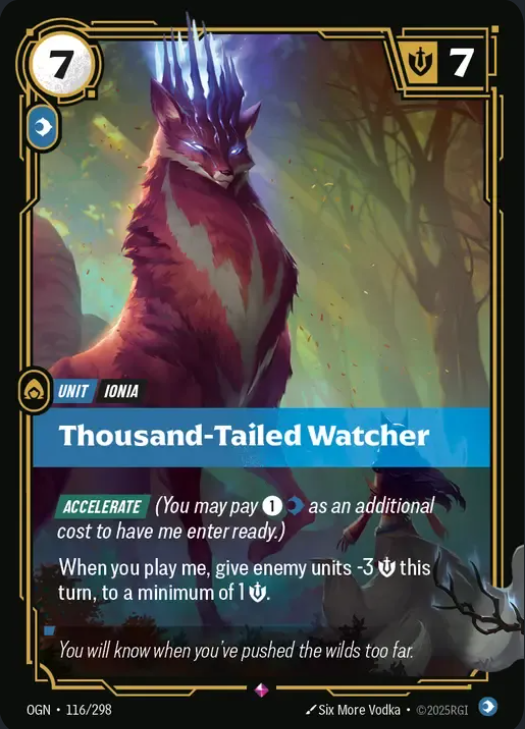 7
7
UNIT IONIA
Thousand-Tailed Watcher
ACCELERATE (You may pay 1 as an additional
cost to have me enter ready.)
When you play me, give enemy units -3 this
turn, to a minimum of 1.
You will know when you've pushed the wilds too far.
OGN • 116/298
Six More Vodka • ©2025RGI